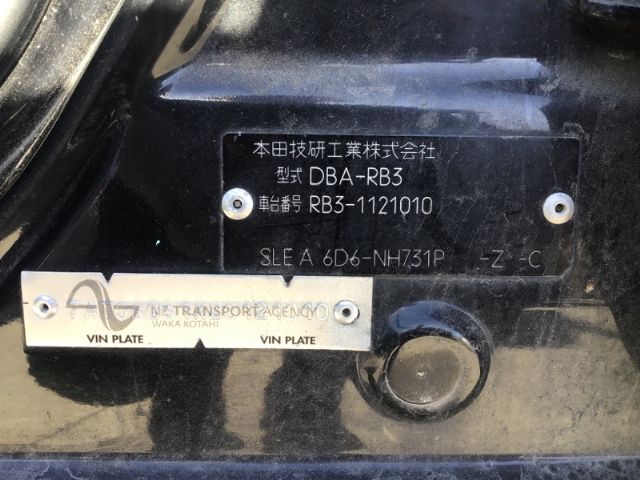 本田技研工業株式会社
型式 DBA-RB3
車台番号 RB3-1121010
SLE A 6D6-NH731P -Z -C
NZ TRANSPORT AGENCY
WAKA KOTAHI
VIN PLATE VIN PLATE